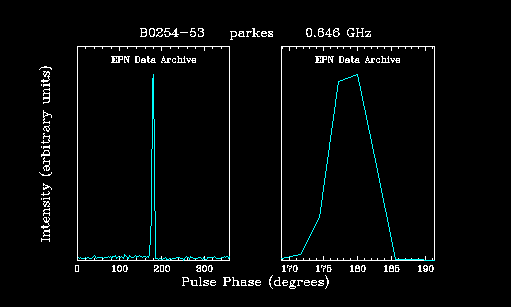 B0254-53 parkes 0.646 GHz
EPN Data Archive EPN Data Archive
Intensity (arbitrary units)
0 100 200 300 170 175 180 185 190
Pulse Phase (degrees)